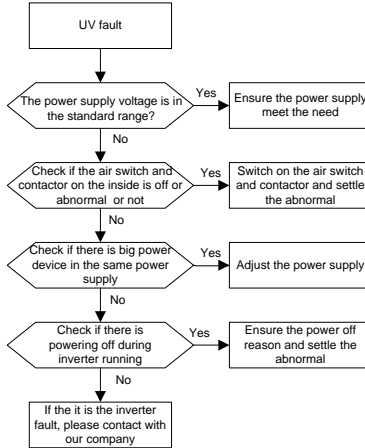 UV fault
The power supply voltage is in
the standard range?
Yes
Ensure the power supply
meet the need
No
Check if the air switch and
contactor on the inside is off or
abnormal or not
Yes
Switch on the air switch
and contactor and settle
the abnormal
No
Check if there is big power
device in the same power
supply
Yes
Adjust the power supply
No
Check if there is
powering off during
inverter running
Yes
Ensure the power off
reason and settle the
abnormal
No
If the it is the inverter
fault, please contact with
our company